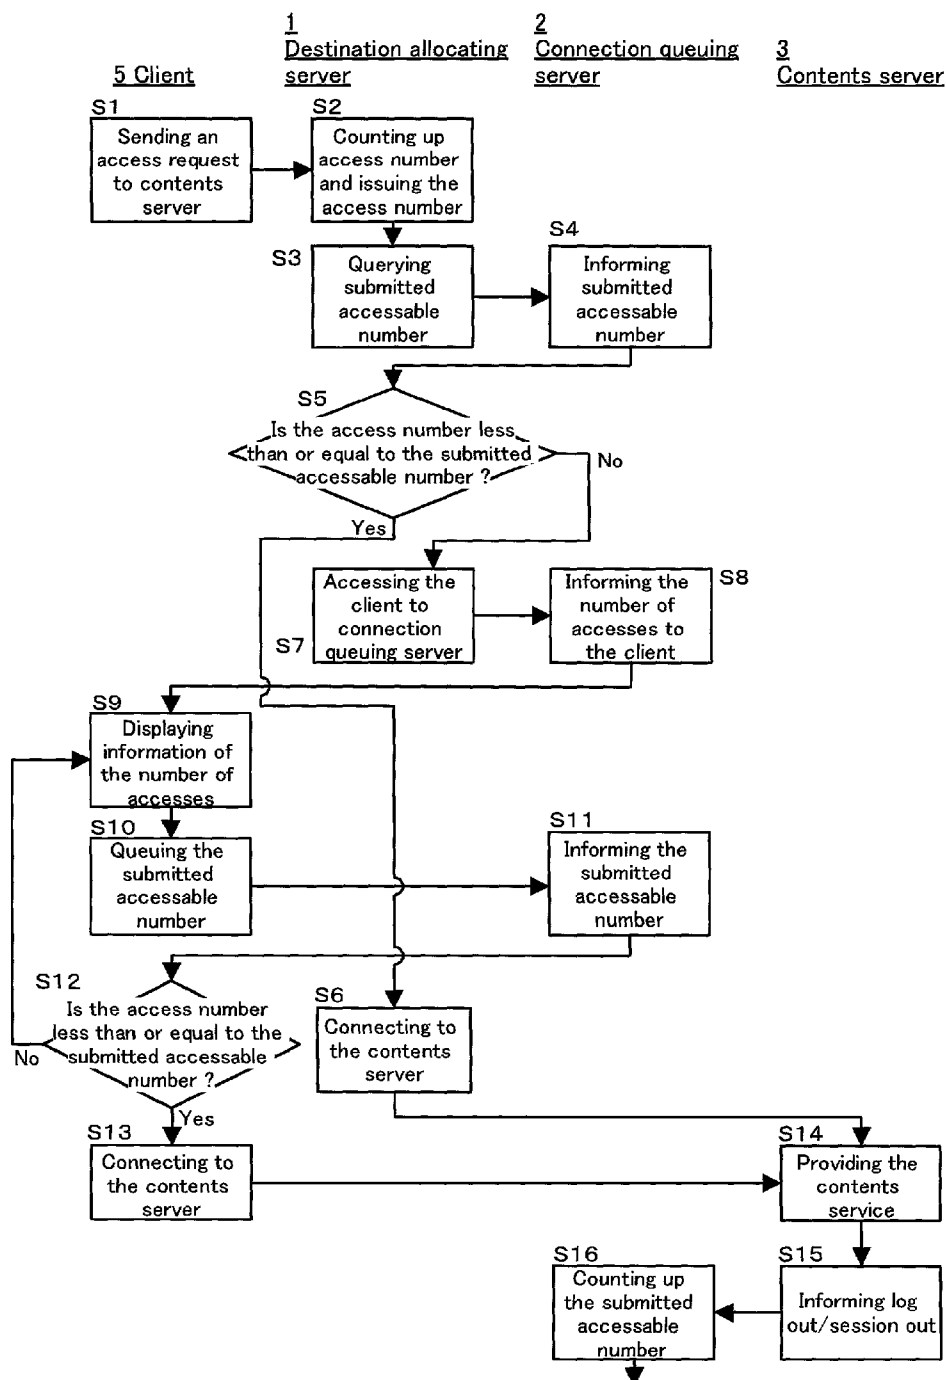 1
Destination allocating
server
2
Connection queuing
server
3
Contents server
5 Client
S1
Sending an
access request
to contents
server
S2
Counting up
access number
and issuing the
access number
S3
Querying
submitted
accessable
number
S4
Informing
submitted
accessable
number
S5
Is the access number less
than or equal to the submitted
accessable number ?
No
Yes
S7
Accessing the
client to
connection
queuing server
S8
Informing the
number of
accesses to
the client
S9
Displaying
information of
the number of
accesses
S10
Queuing the
submitted
accessable
number
S11
Informing the
submitted
accessable
number
S12
Is the access number
less than or equal to the
submitted accessable
number ?
No
Yes
S6
Connecting to
the contents
server
S13
Connecting to
the contents
server
S14
Providing the
contents
service
S15
Informing log
out/session out
S16
Counting up
the submitted
accessable
number